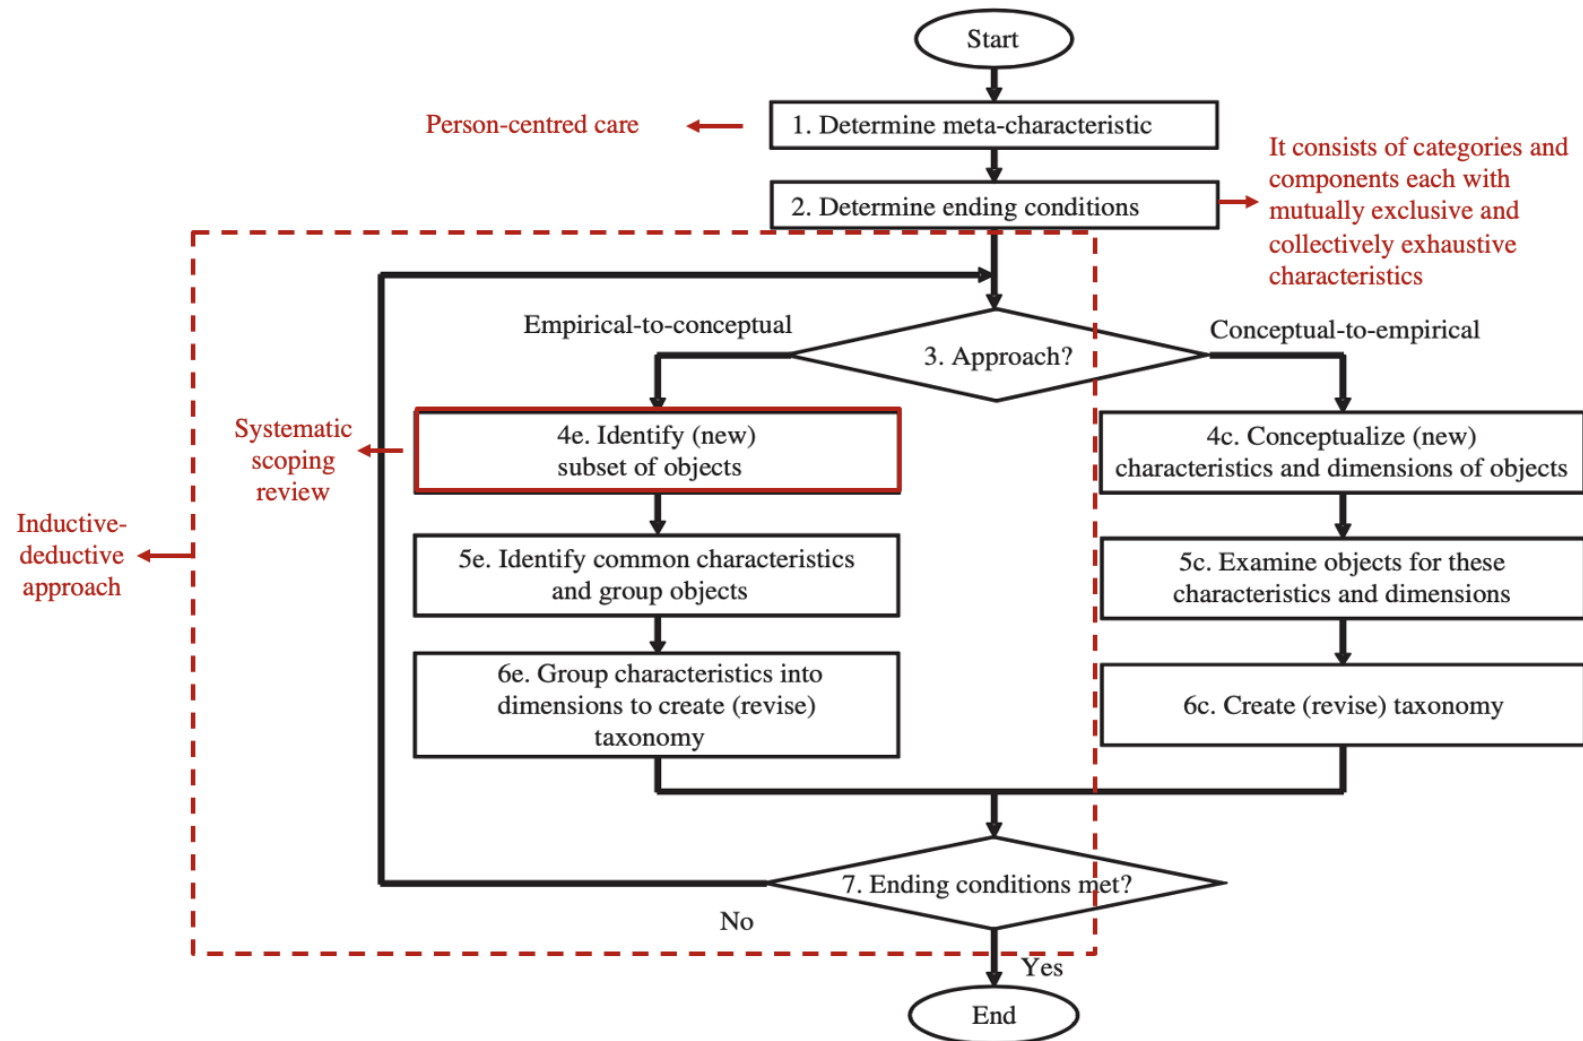 Start
Person-centred care
1. Determine meta-characteristic
It consists of categories and
components each with
mutually exclusive and
collectively exhaustive
characteristics
2. Determine ending conditions
Empirical-to-conceptual
Conceptual-to-empirical
3. Approach?
Systematic
scoping
review
4e. Identify (new)
subset of objects
4c. Conceptualize (new)
characteristics and dimensions of objects
Inductive-
deductive
approach
5e. Identify common characteristics
and group objects
5c. Examine objects for these
characteristics and dimensions
6e. Group characteristics into
dimensions to create (revise)
taxonomy
6c. Create (revise) taxonomy
7. Ending conditions met?
No
Yes
End